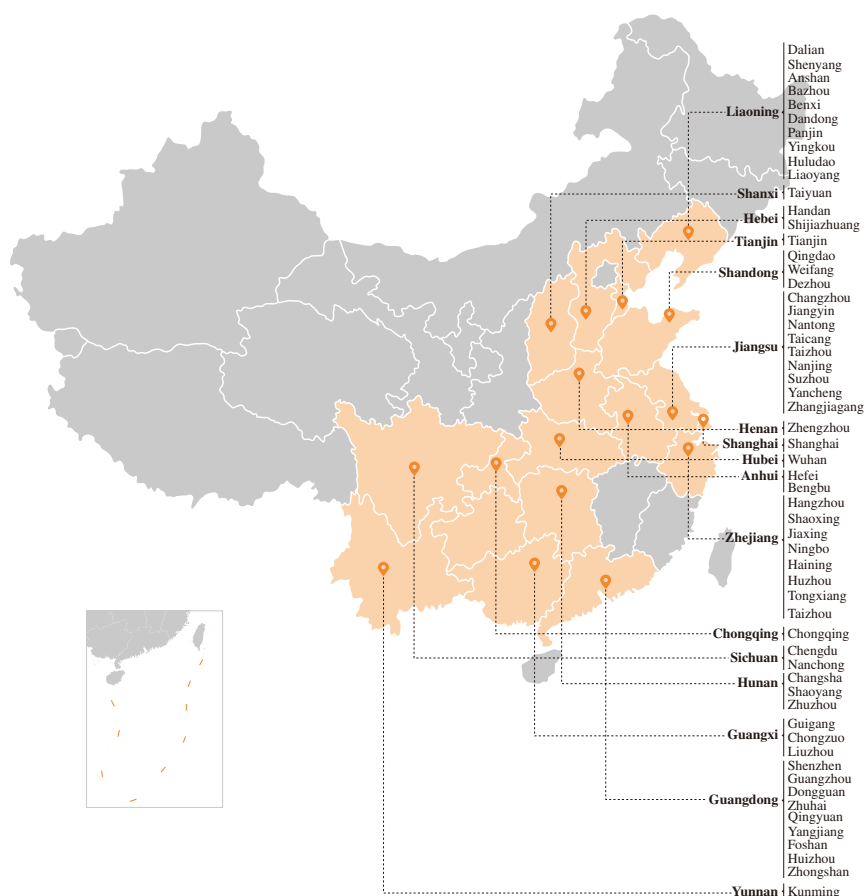 Dalian
Shenyang
Anshan
Bazhou
Benxi
Liaoning
Dandong
Panjin
Yingkou
Huludao
Liaoyang
Shanxi Taiyuan
Handan
Hebei
Shijiazhuang
Tianjin Tianjin
Qingdao
Shandong Weifang
Dezhou
Changzhou
Jiangyin
Nantong
Taicang
Jiangsu Taizhou
Nanjing
Suzhou
Yancheng
Zhangjiagang
Henan Zhengzhou
Shanghai Shanghai
Hubei Wuhan
Anhui Hefei
Bengbu
Hangzhou
Shaoxing
Zhejiang Jiaxing
Ningbo
Haining
Huzhou
Tongxiang
Taizhou
Chongqing Chongqing
Chengdu
Sichuan
Nanchong
Changsha
Hunan Shaoyang
Zhuzhou
Guigang
Guangxi Chongzuo
Liuzhou
Shenzhen
Guangzhou
Dongguan
Guangdong Zhuhai
Qingyuan
Yangjiang
Foshan
Huizhou
Zhongshan
Yunnan Kunming